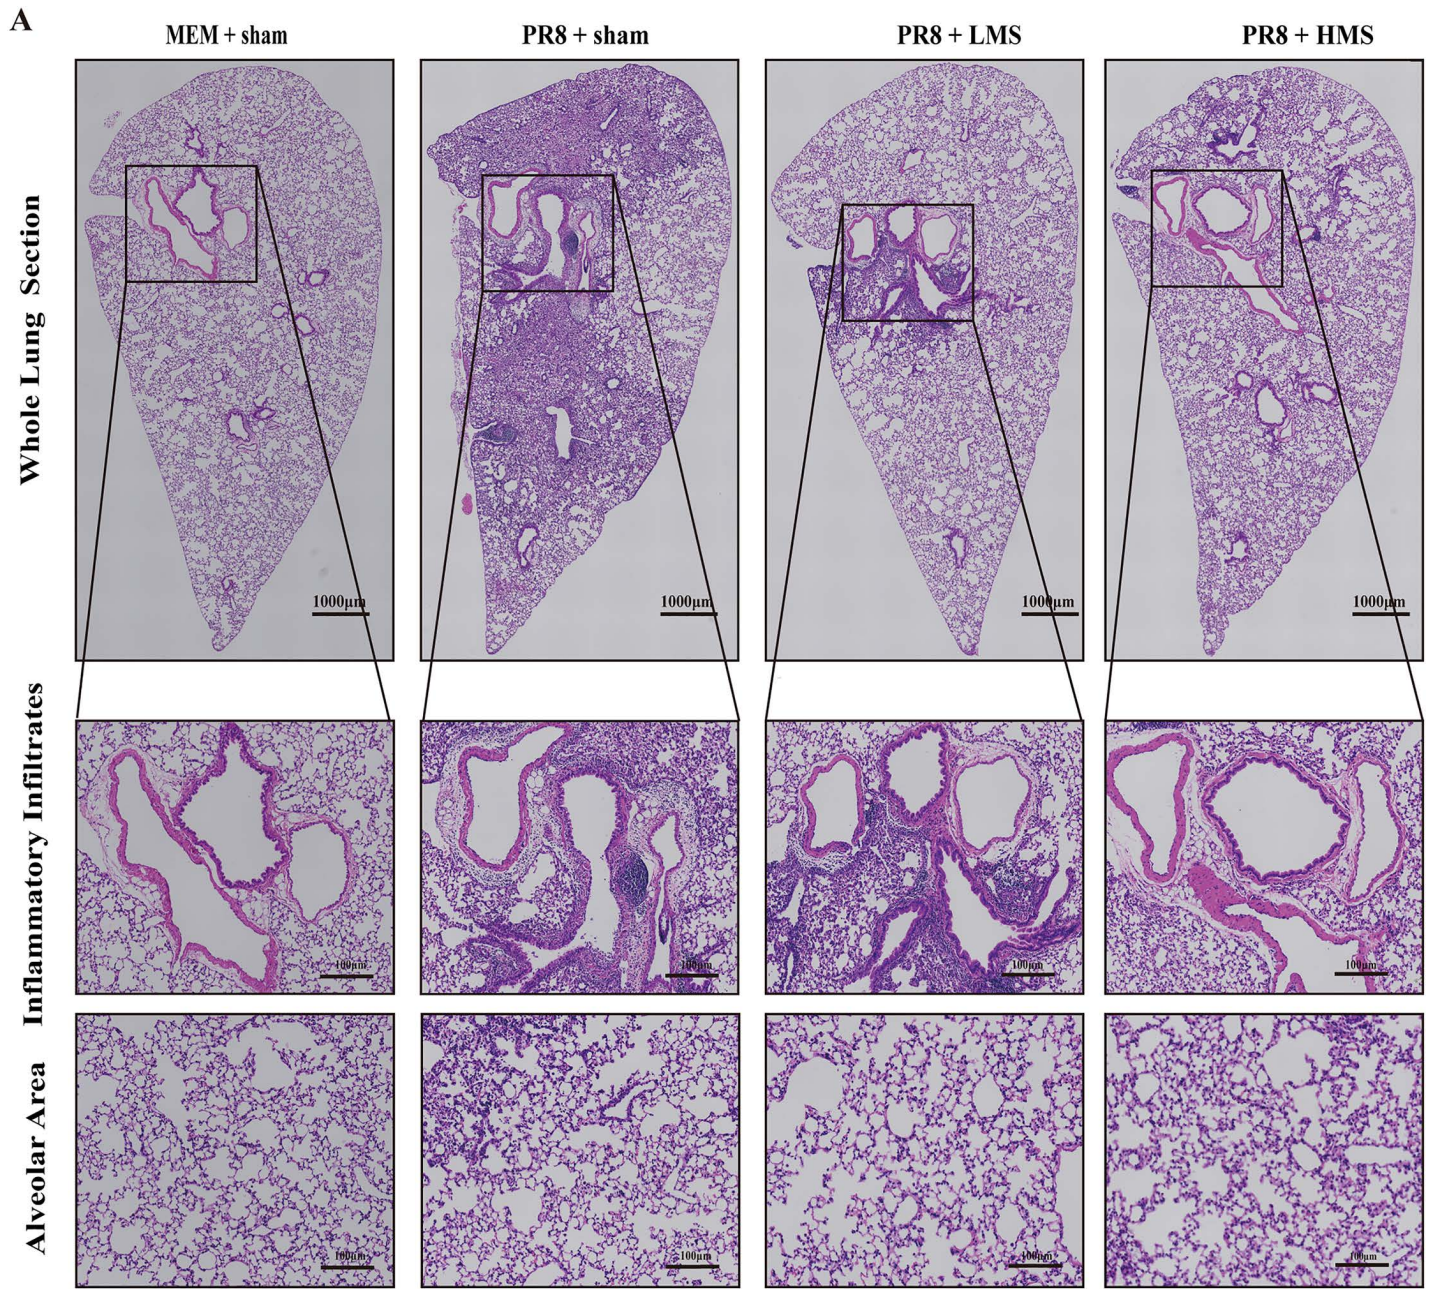 A
MEM + sham
PR8 + sham
PR8 + LMS
PR8 + HMS
Whole Lung Section
1000µm
1000µm
1000µm
1000µm
Inflammatory Infiltrates
100µm
100µm
100µm
100µm
Alveolar Area
100µm
100µm
100µm
100µm